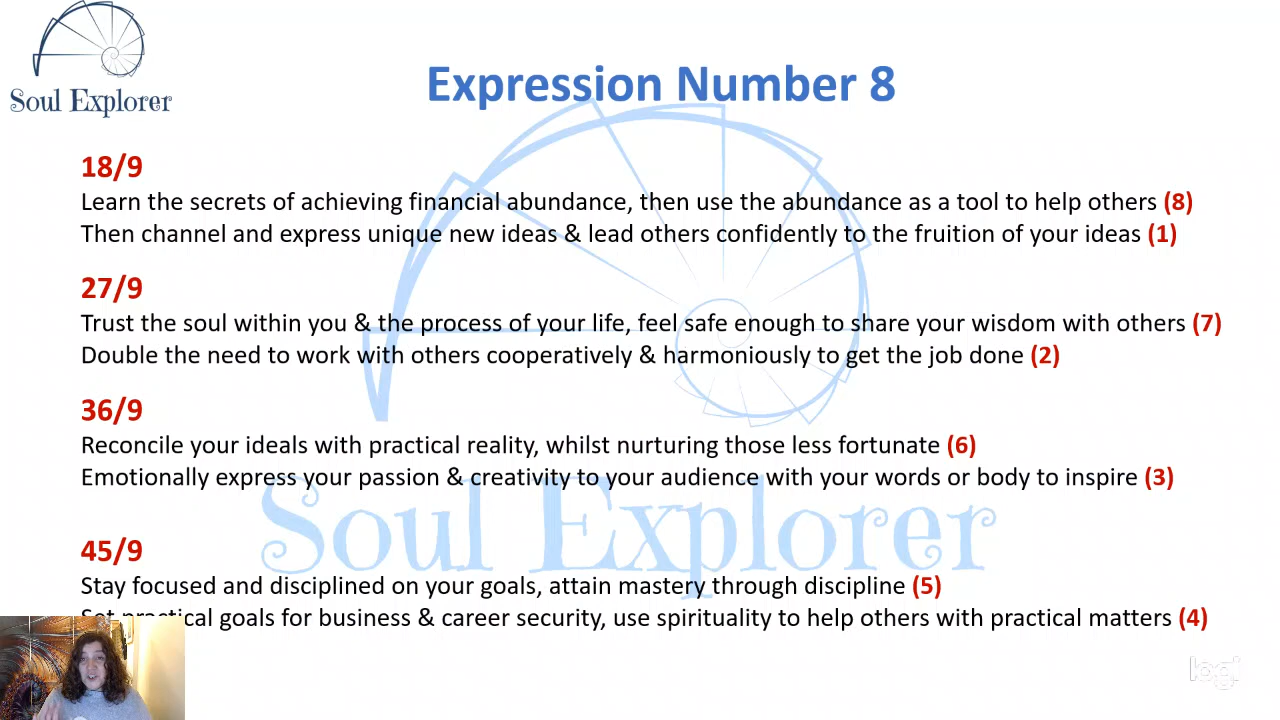 Soul Explorer
Expression Number 8
18/9
Learn the secrets of achieving financial abundance, then use the abundance as a tool to help others (8)
Then channel and express unique new ideas & lead others confidently to the fruition of your ideas (1)
27/9
Trust the soul within you & the process of your life, feel safe enough to share your wisdom with others (7)
Double the need to work with others cooperatively & harmoniously to get the job done (2)
36/9
Reconcile your ideals with practical reality, whilst nurturing those less fortunate (6)
Emotionally express your passion & creativity to your audience with your words or body to inspire (3)
Soul Explorer
45/9
Stay focused and disciplined on your goals, attain mastery through discipline (5)
Set practical goals for business & career security, use spirituality to help others with practical matters (4)
logi